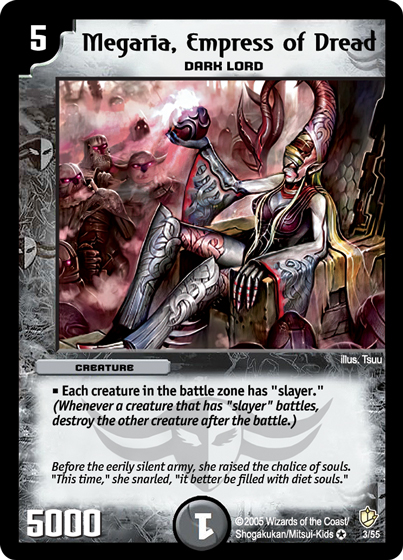 5
Megaria, Empress of Dread
DARK LORD
illus. Tsuu
CREATURE
▪ Each creature in the battle zone has "slayer."
(Whenever a creature that has "slayer" battles,
destroy the other creature after the battle.)
Before the eerily silent army, she raised the chalice of souls.
"This time," she snarled, "it better be filled with diet souls."
5000
1
©2005 Wizards of the Coast/
Shogakukan/Mitsui-Kids ✪ 3/55